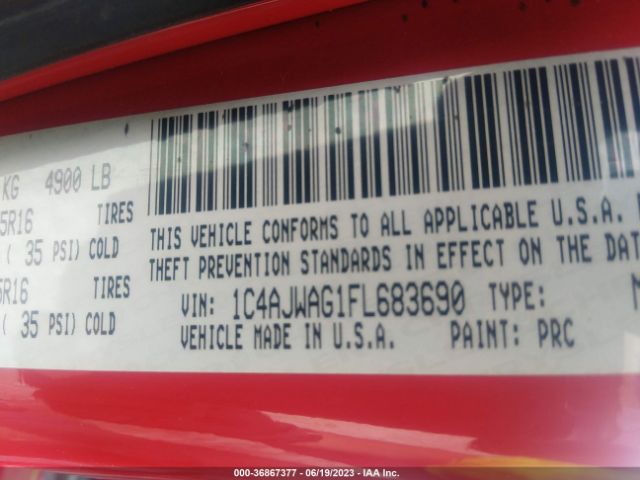 KG 4900 LB
5R16 TIRES
( 35 PSI) COLD
5R16 TIRES
( 35 PSI) COLD
THIS VEHICLE CONFORMS TO ALL APPLICABLE U.S.A.
THEFT PREVENTION STANDARDS IN EFFECT ON THE DAT
VIN: 1C4AJWAG1FL683690 TYPE: M
VEHICLE MADE IN U.S.A. PAINT: PRC
000-36867377 - 06/19/2023 - IAA Inc.